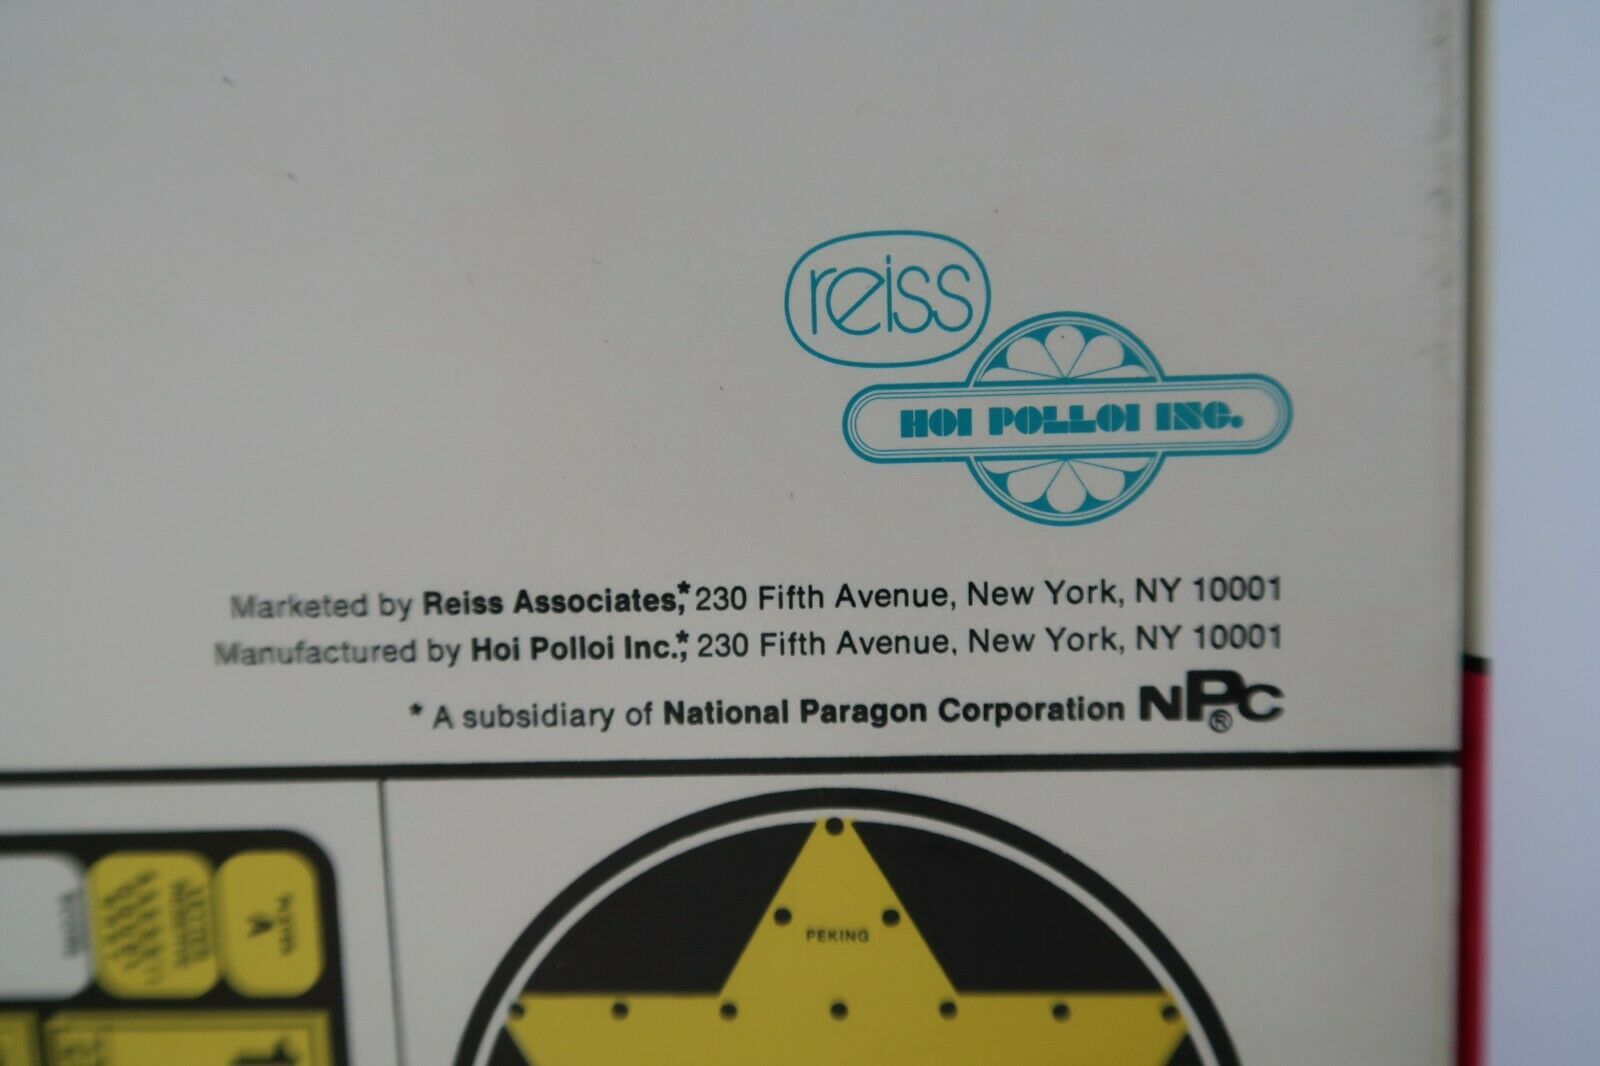 reiss
HOI POLLOI INC.
Marketed by Reiss Associates,* 230 Fifth Avenue, New York, NY 10001
Manufactured by Hoi Polloi Inc.,* 230 Fifth Avenue, New York, NY 10001
* A subsidiary of National Paragon Corporation NPC®
PEKING